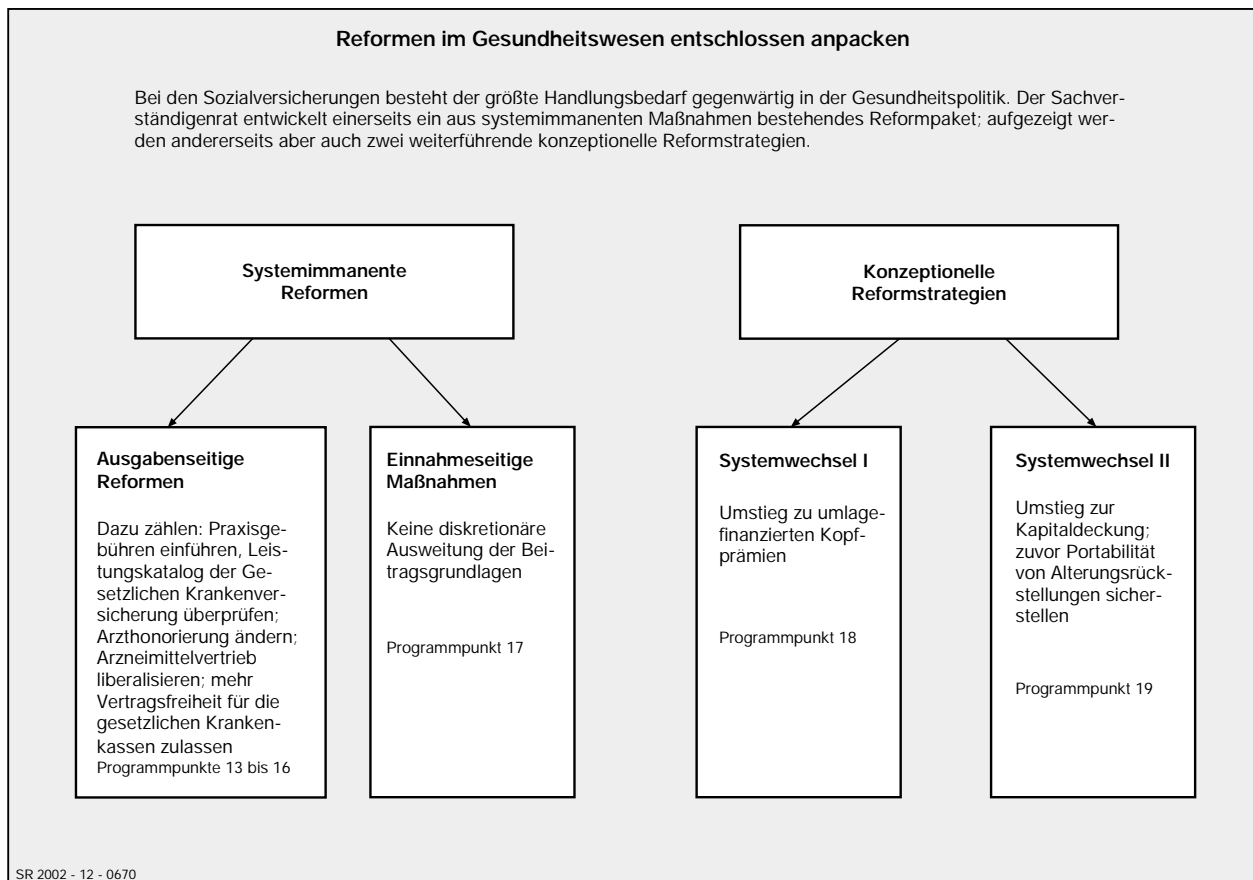 Reformen im Gesundheitswesen entschlossen anpacken
Bei den Sozialversicherungen besteht der größte Handlungsbedarf gegenwärtig in der Gesundheitspolitik. Der Sachver-
ständigenrat entwickelt einerseits ein aus systemimmanenten Maßnahmen bestehendes Reformpaket; aufgezeigt wer-
den andererseits aber auch zwei weiterführende konzeptionelle Reformstrategien.
Systemimmanente
Reformen
Konzeptionelle
Reformstrategien
Ausgabenseitige
Reformen
Dazu zählen: Praxisge-
bühren einführen, Leis-
tungskatalog der Ge-
setzlichen Krankenver-
sicherung überprüfen;
Arzthonorierung ändern;
Arzneimittelvertrieb
liberalisieren; mehr
Vertragsfreiheit für die
gesetzlichen Kranken-
kassen zulassen
Programmpunkte 13 bis 16
Einnahmeseitige
Maßnahmen
Keine diskretionäre
Ausweitung der Bei-
tragsgrundlagen
Programmpunkt 17
Systemwechsel I
Umstieg zu umlage-
finanzierten Kopf-
prämien
Programmpunkt 18
Systemwechsel II
Umstieg zur
Kapitaldeckung;
zuvor Portabilität
von Alterungsrück-
stellungen sicher-
stellen
Programmpunkt 19
SR 2002 - 12 - 0670